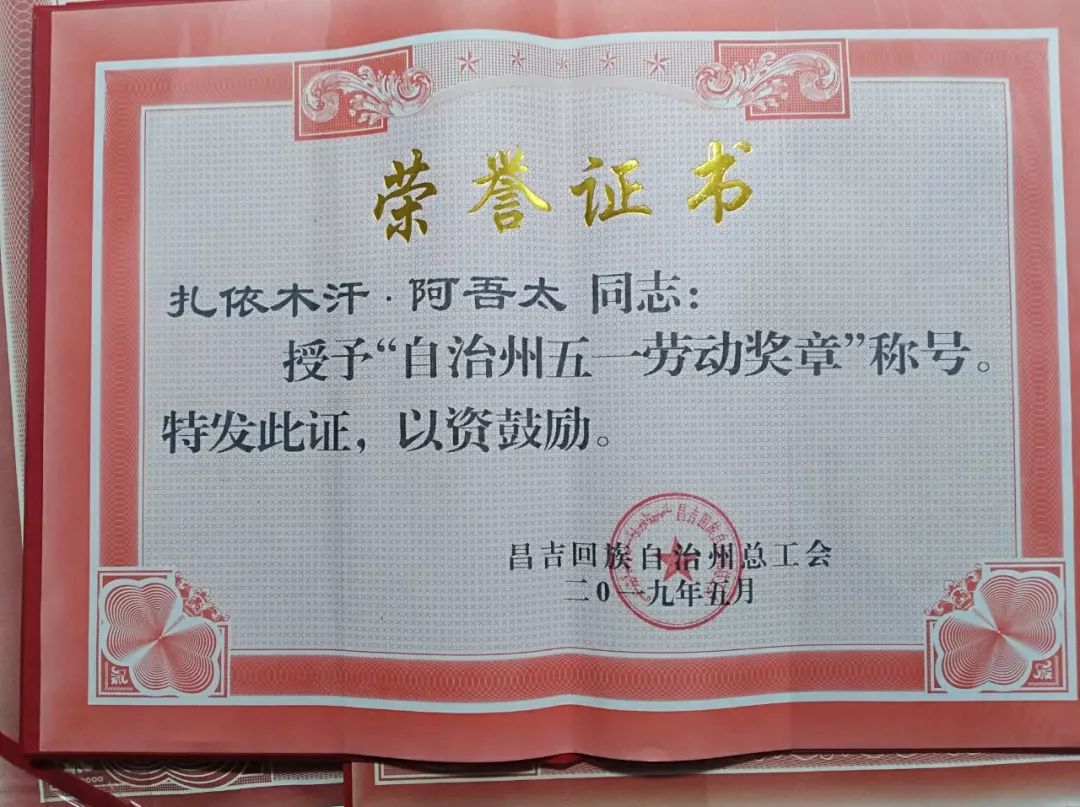 荣誉证书
扎依木汗·阿吾太 同志：
授予“自治州五一劳动奖章”称号。
特发此证，以资鼓励。
昌吉回族自治州总工会
二〇一九年五月